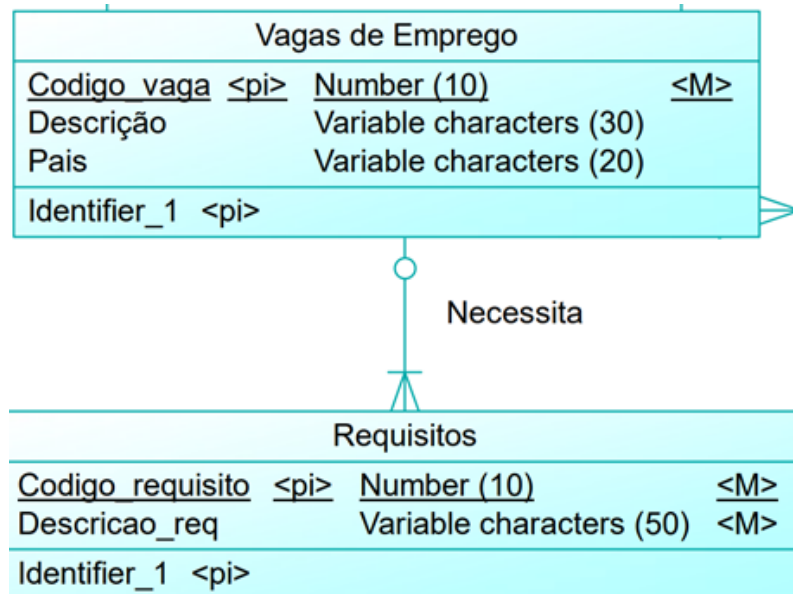 Vagas de Emprego
Codigo_vaga <pi> Number (10) <M>
Descrição Variable characters (30)
Pais Variable characters (20)
Identifier_1 <pi>
Necessita
Requisitos
Codigo_requisito <pi> Number (10) <M>
Descricao_req Variable characters (50) <M>
Identifier_1 <pi>